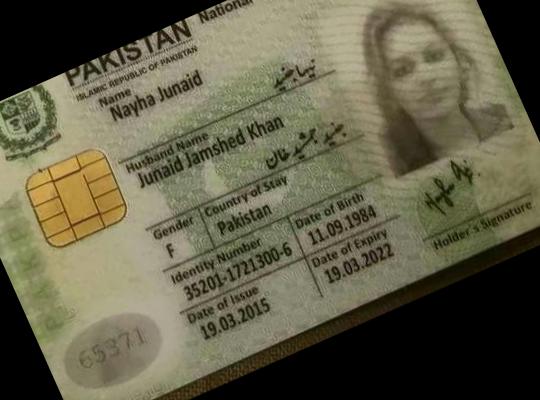 PAKISTAN National
ISLAMIC REPUBLIC OF PAKISTAN
Name
Nayha Junaid
نیہا جنید
Husband Name
Junaid Jamshed Khan
جنید جمشید خان
Gender
F
Country of Stay
Pakistan
Identity Number
35201-1721300-6
Date of Birth
11.09.1984
Date of Issue
19.03.2015
Date of Expiry
19.03.2022
Holder's Signature
65371